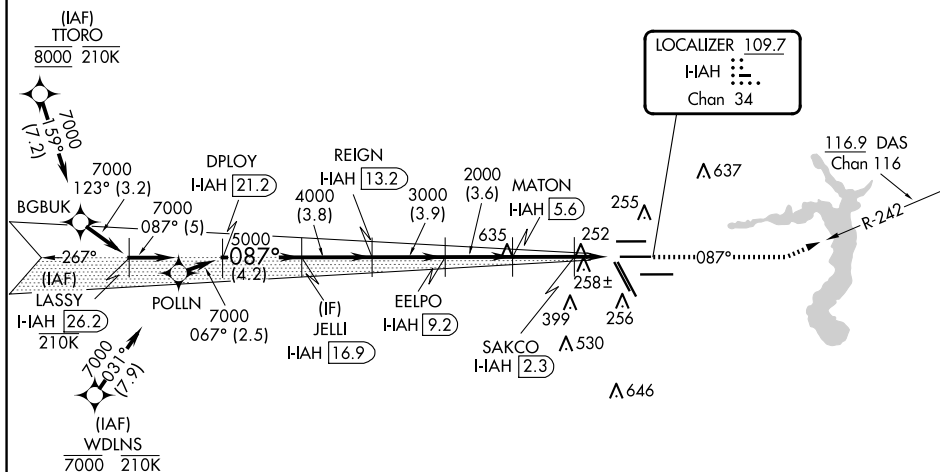 (IAF)
TTORO
8000 210K
7000
159°
(7.2)
7000
123° (3.2)
BGBUK
7000
087° (5)
DPLOY
I-IAH 21.2
REIGN
I-IAH 13.2
4000
(3.8)
3000
(3.9)
2000
(3.6)
MATON
I-IAH 5.6
LOCALIZER 109.7
I-IAH
Chan 34
637
116.9 DAS
Chan 116
R-242
255
252
635
5000
087°
(4.2)
267°
087°
258±
(IAF)
LASSY
I-IAH 26.2
210K
POLLN
7000
067° (2.5)
(IF)
JELLI
I-IAH 16.9
EELPO
I-IAH 9.2
SAKCO
I-IAH 2.3
399
256
530
646
7000
031°
(7.9)
(IAF)
WDLNS
7000 210K